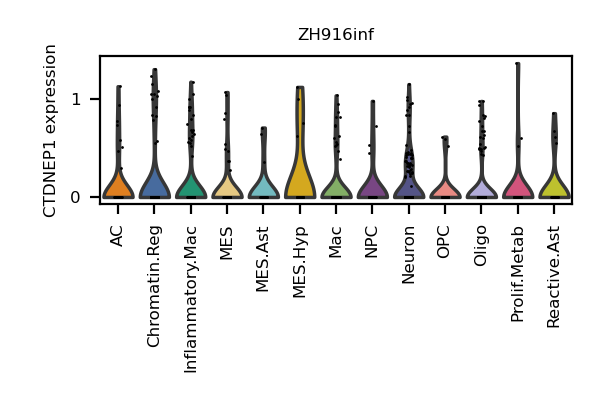 ZH916inf
CTDNEP1 expression
1
0
AC
Chromatin.Reg
Inflammatory.Mac
MES
MES.Ast
MES.Hyp
Mac
NPC
Neuron
OPC
Oligo
Prolif.Metab
Reactive.Ast